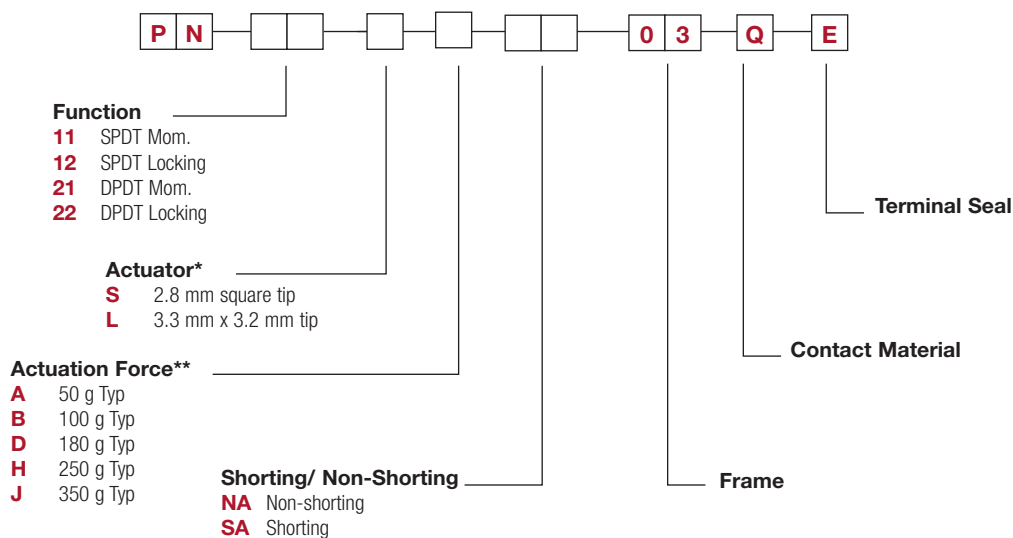 PN 03 Q E
Function
11 SPDT Mom.
12 SPDT Locking
21 DPDT Mom.
22 DPDT Locking
Terminal Seal
Actuator*
S 2.8 mm square tip
L 3.3 mm x 3.2 mm tip
Contact Material
Actuation Force**
A 50 g Typ
B 100 g Typ
D 180 g Typ
H 250 g Typ
J 350 g Typ
Shorting/ Non-Shorting
NA Non-shorting
SA Shorting
Frame